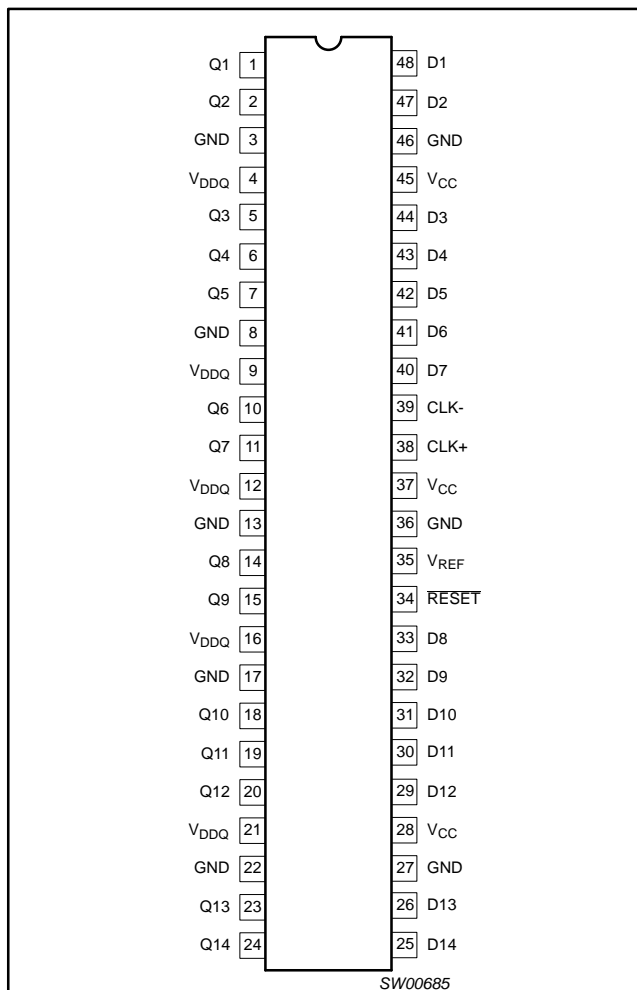 Q1 1 48 D1
Q2 2 47 D2
GND 3 46 GND
VDDQ 4 45 VCC
Q3 5 44 D3
Q4 6 43 D4
Q5 7 42 D5
GND 8 41 D6
VDDQ 9 40 D7
Q6 10 39 CLK-
Q7 11 38 CLK+
VDDQ 12 37 VCC
GND 13 36 GND
Q8 14 35 VREF
Q9 15 34 RESET
VDDQ 16 33 D8
GND 17 32 D9
Q10 18 31 D10
Q11 19 30 D11
Q12 20 29 D12
VDDQ 21 28 VCC
GND 22 27 GND
Q13 23 26 D13
Q14 24 25 D14
SW00685